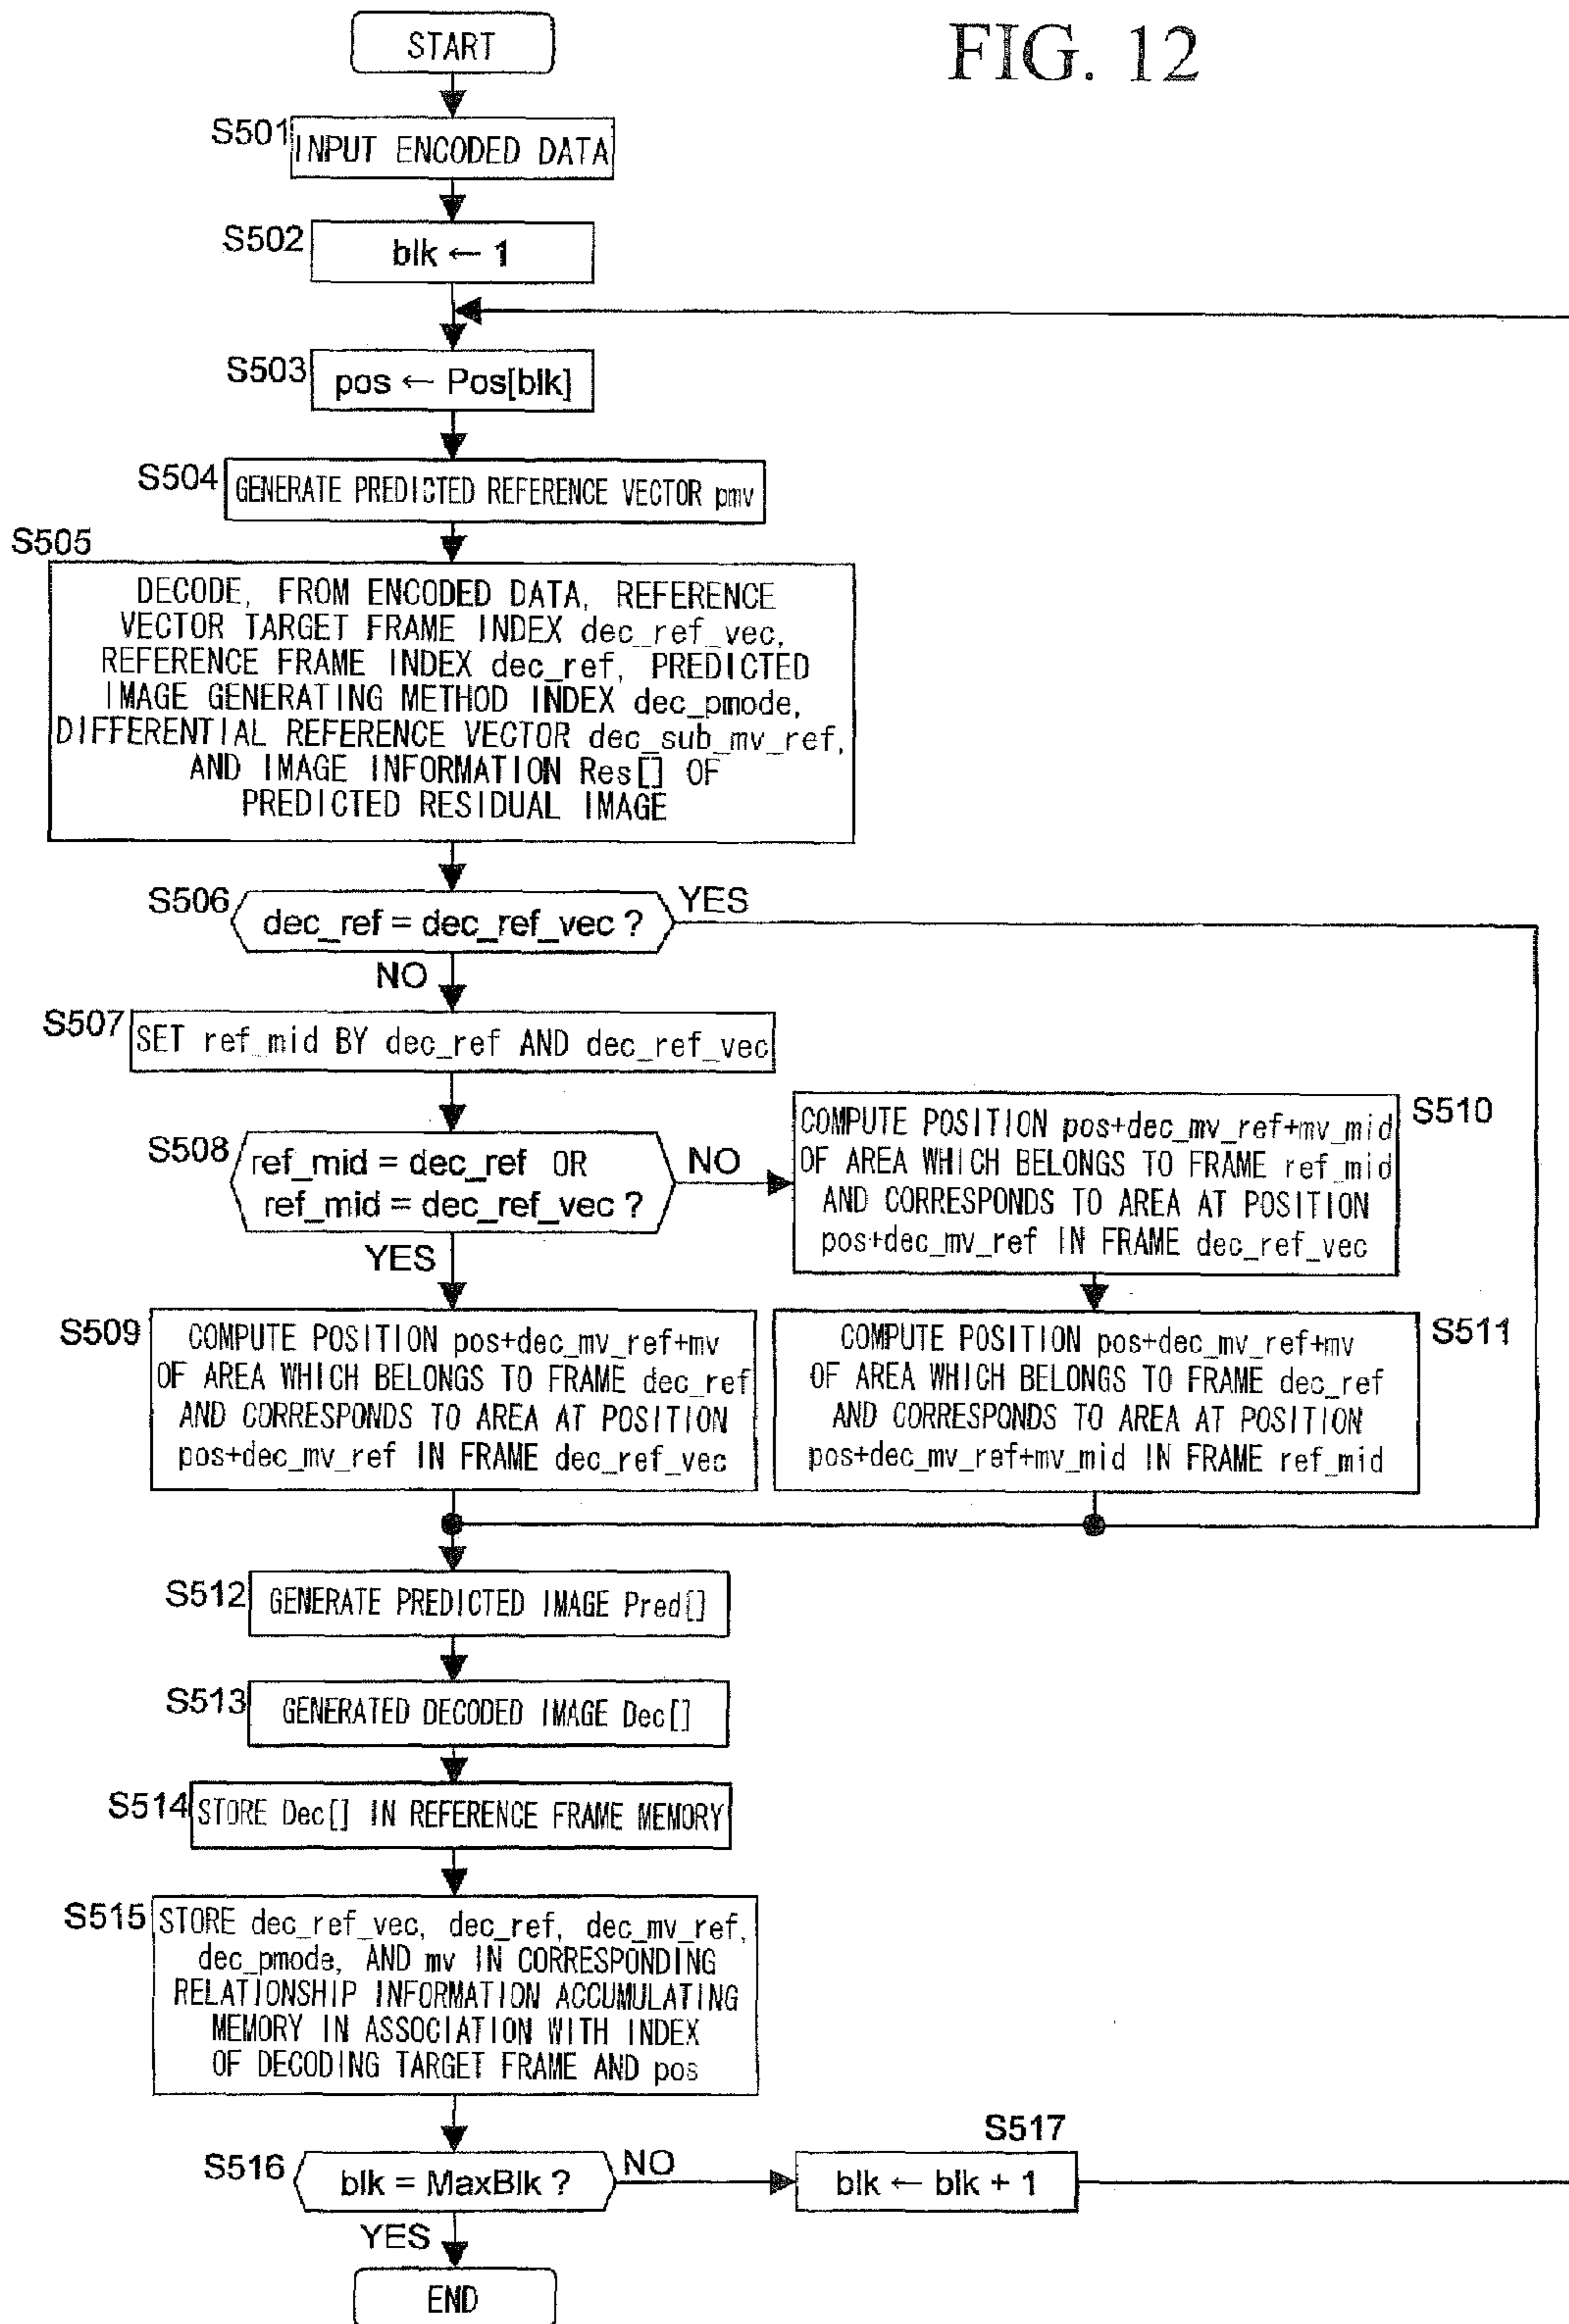 FIG. 12
START
S501
INPUT ENCODED DATA
S502
blk ← 1
S503
pos ← Pos[blk]
S504
GENERATE PREDICTED REFERENCE VECTOR pmv
S505
DECODE, FROM ENCODED DATA, REFERENCE
VECTOR TARGET FRAME INDEX dec_ref_vec,
REFERENCE FRAME INDEX dec_ref, PREDICTED
IMAGE GENERATING METHOD INDEX dec_pmode,
DIFFERENTIAL REFERENCE VECTOR dec_sub_mv_ref,
AND IMAGE INFORMATION Res[] OF
PREDICTED RESIDUAL IMAGE
S506
dec_ref = dec_ref_vec ?
YES
NO
S507
SET ref_mid BY dec_ref AND dec_ref_vec
S508
ref_mid = dec_ref OR
ref_mid = dec_ref_vec ?
NO
YES
S510
COMPUTE POSITION pos+dec_mv_ref+mv_mid
OF AREA WHICH BELONGS TO FRAME ref_mid
AND CORRESPONDS TO AREA AT POSITION
pos+dec_mv_ref IN FRAME dec_ref_vec
S509
COMPUTE POSITION pos+dec_mv_ref+mv
OF AREA WHICH BELONGS TO FRAME dec_ref
AND CORRESPONDS TO AREA AT POSITION
pos+dec_mv_ref IN FRAME dec_ref_vec
S511
COMPUTE POSITION pos+dec_mv_ref+mv
OF AREA WHICH BELONGS TO FRAME dec_ref
AND CORRESPONDS TO AREA AT POSITION
pos+dec_mv_ref+mv_mid IN FRAME ref_mid
S512
GENERATE PREDICTED IMAGE Pred[]
S513
GENERATED DECODED IMAGE Dec[]
S514
STORE Dec[] IN REFERENCE FRAME MEMORY
S515
STORE dec_ref_vec, dec_ref, dec_mv_ref,
dec_pmode, AND mv IN CORRESPONDING
RELATIONSHIP INFORMATION ACCUMULATING
MEMORY IN ASSOCIATION WITH INDEX
OF DECODING TARGET FRAME AND pos
S516
blk = MaxBlk ?
NO
S517
blk ← blk + 1
YES
END